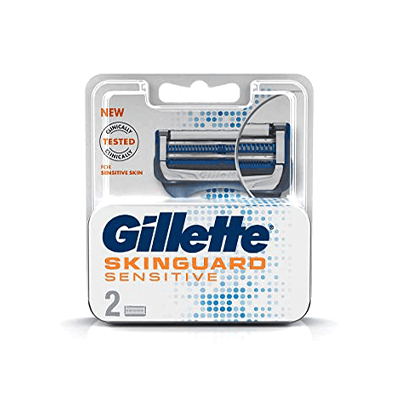 NEW
CLINICALLY
TESTED
CLINICALLY
FOR
SENSITIVE SKIN
Gillette
SKINGUARD
SENSITIVE
2